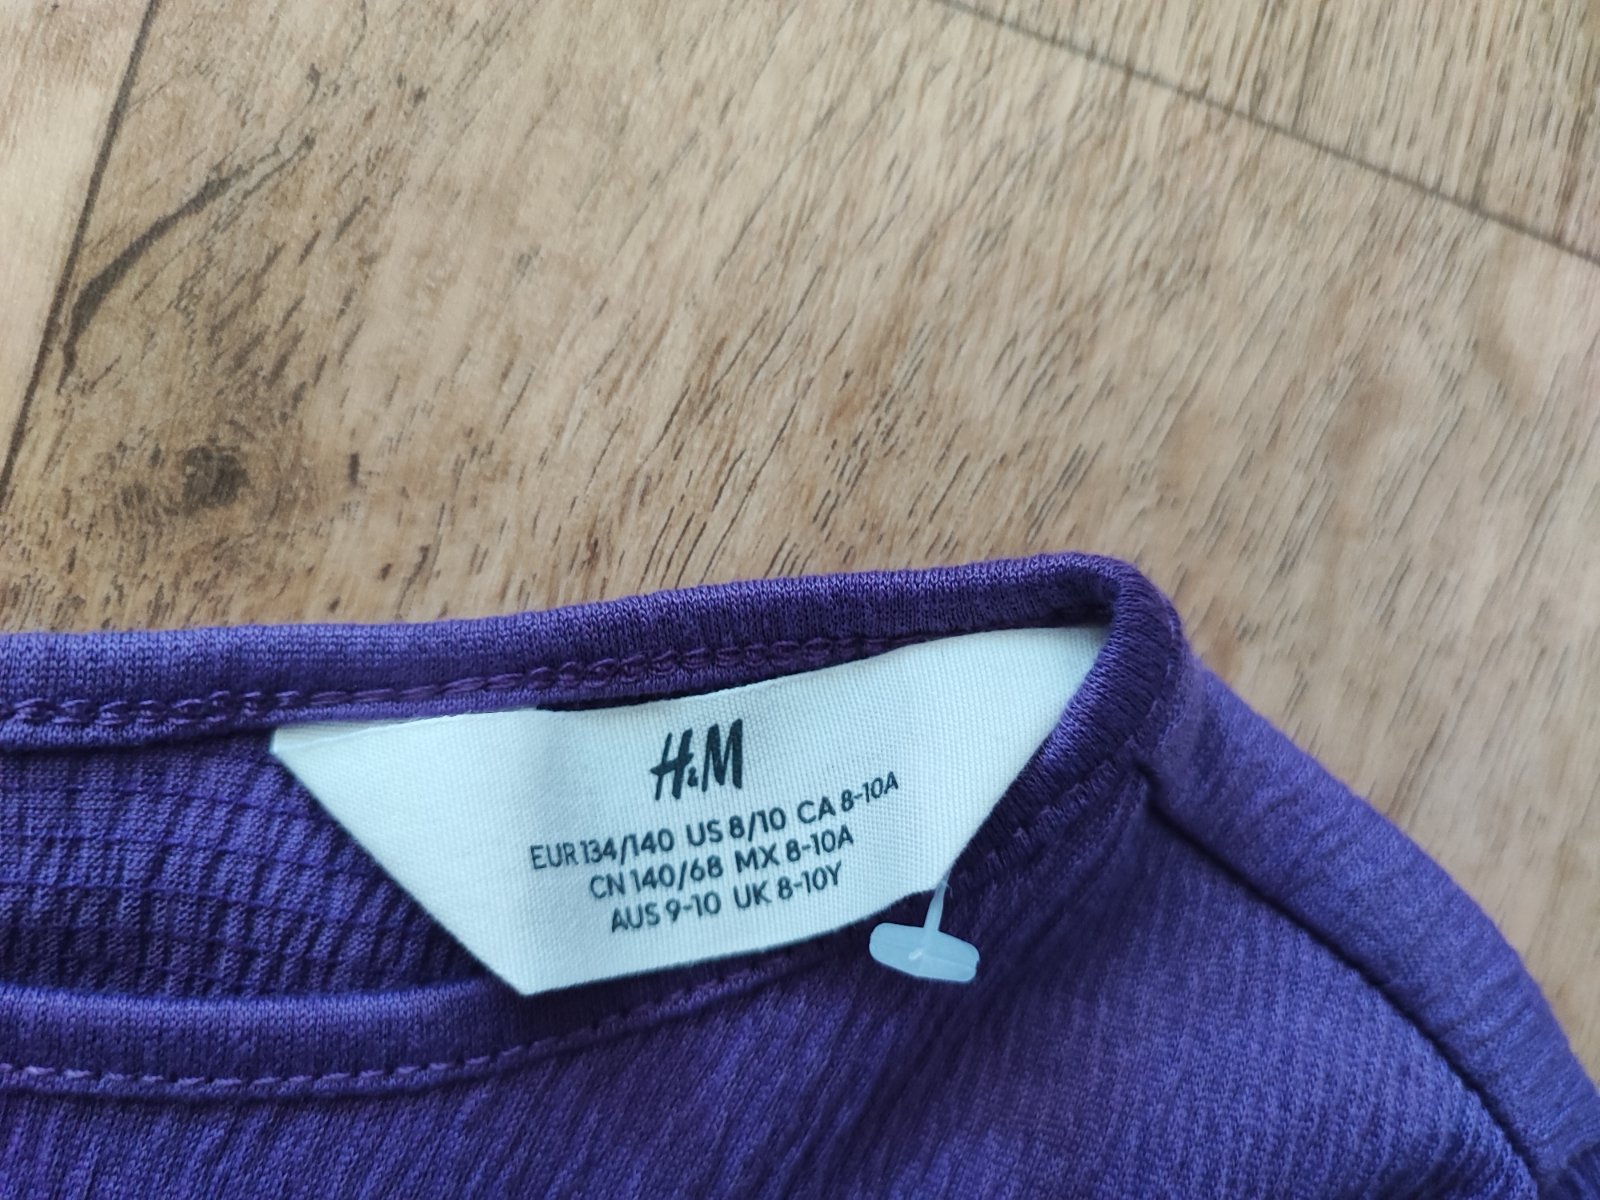 H&M
EUR 134/140 US 8/10 CA 8-10A
CN 140/68 MX 8-10A
AUS 9-10 UK 8-10Y